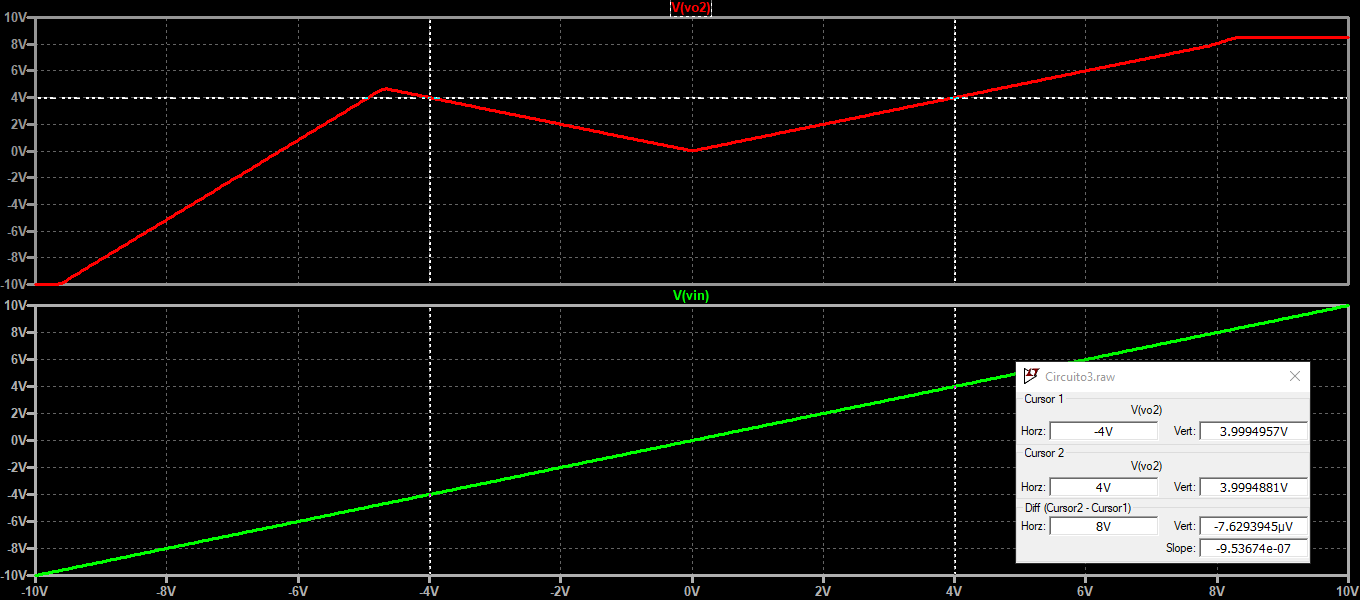 V(vo2)
10V
8V
6V
4V
2V
0V
-2V
-4V
-6V
-8V
-10V
V(vin)
10V
8V
6V
4V
2V
0V
-2V
-4V
-6V
-8V
-10V
-10V -8V -6V -4V -2V 0V 2V 4V 6V 8V 10V
Circuito3.raw
Cursor 1
V(vo2)
Horz: -4V Vert: 3.9994957V
Cursor 2
V(vo2)
Horz: 4V Vert: 3.9994881V
Diff (Cursor2 - Cursor1)
Horz: 8V Vert: -7.6293945µV
Slope: -9.53674e-07